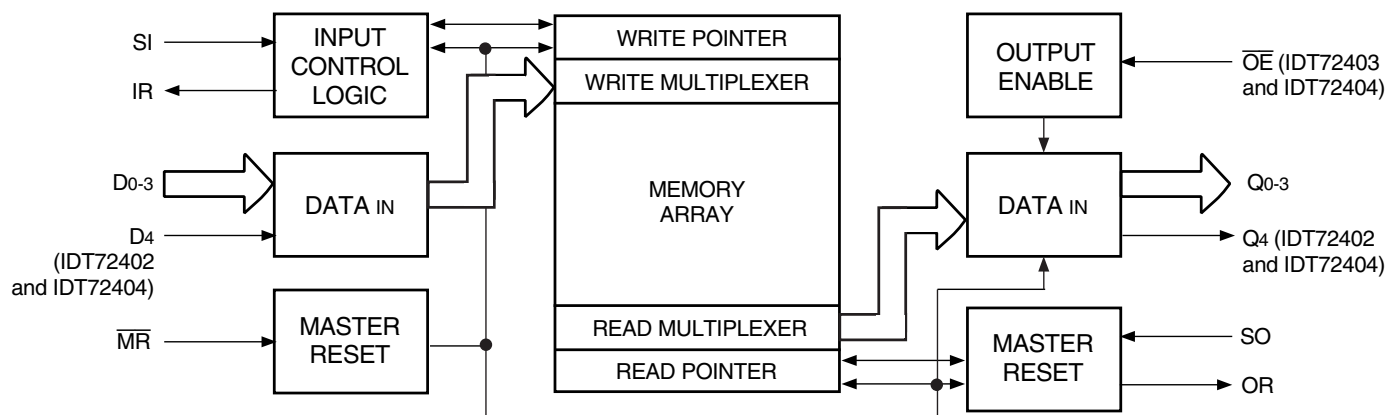 SI
IR
INPUT
CONTROL
LOGIC
WRITE POINTER
WRITE MULTIPLEXER
MEMORY
ARRAY
READ MULTIPLEXER
READ POINTER
OUTPUT
ENABLE
OE (IDT72403
and IDT72404)
D0-3
DATA IN
D4
(IDT72402
and IDT72404)
DATA IN
Q0-3
Q4 (IDT72402
and IDT72404)
MR
MASTER
RESET
MASTER
RESET
SO
OR